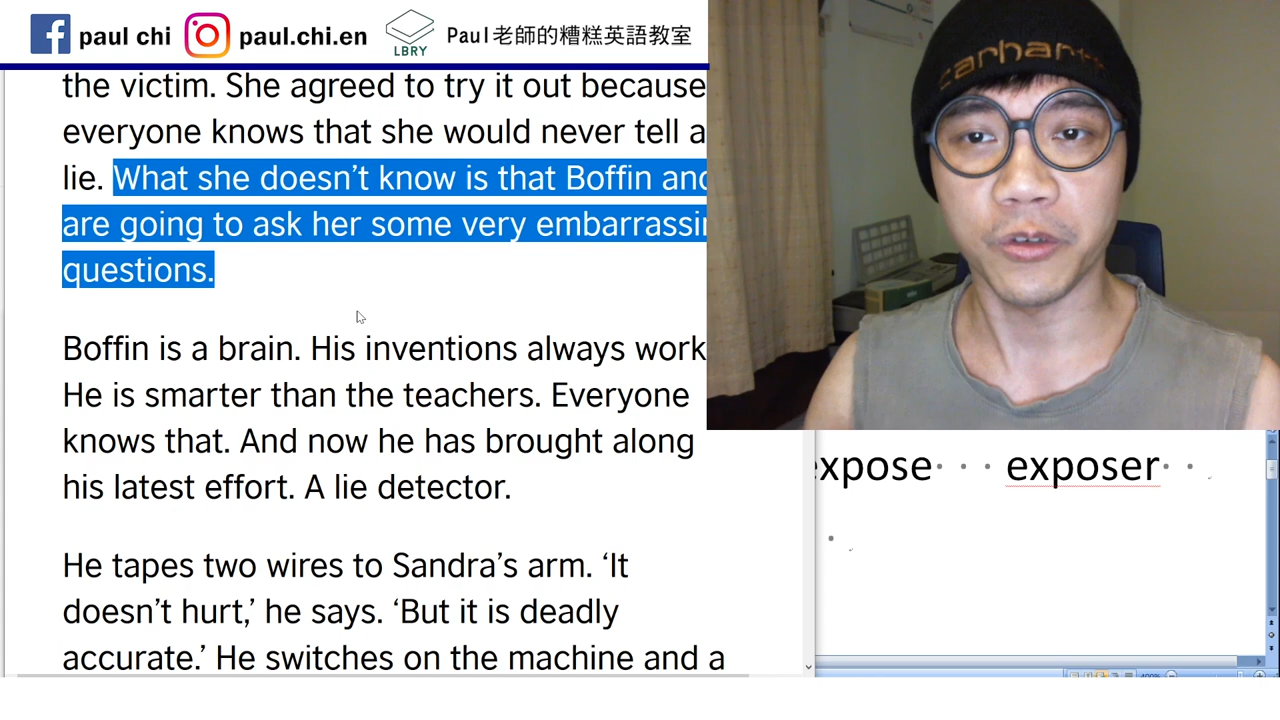 paul chi paul.chi.en LBRY Paul老師的糟糕英語教室
the victim. She agreed to try it out because
everyone knows that she would never tell a
lie. What she doesn’t know is that Boffin and
are going to ask her some very embarrassin
questions.
Boffin is a brain. His inventions always work
He is smarter than the teachers. Everyone
knows that. And now he has brought along
his latest effort. A lie detector.
He tapes two wires to Sandra’s arm. ‘It
doesn’t hurt,’ he says. ‘But it is deadly
accurate.’ He switches on the machine and a
carhartt
expose exposer